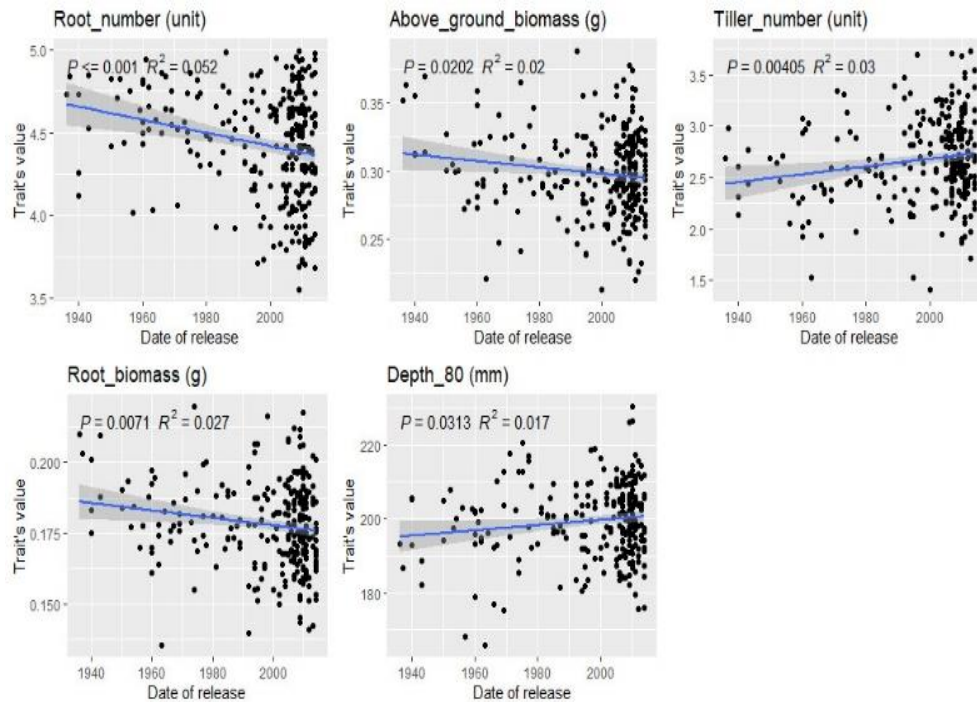 Root_number (unit)
P <= 0.001 R² = 0.052
5.0
4.5
4.0
3.5
Trait's value
1940 1960 1980 2000
Date of release
Above_ground_biomass (g)
P = 0.0202 R² = 0.02
0.35
0.30
0.25
Trait's value
1940 1960 1980 2000
Date of release
Tiller_number (unit)
P = 0.00405 R² = 0.03
3.5
3.0
2.5
2.0
1.5
Trait's value
1940 1960 1980 2000
Date of release
Root_biomass (g)
P = 0.0071 R² = 0.027
0.200
0.175
0.150
Trait's value
1940 1960 1980 2000
Date of release
Depth_80 (mm)
P = 0.0313 R² = 0.017
220
200
180
Trait's value
1940 1960 1980 2000
Date of release